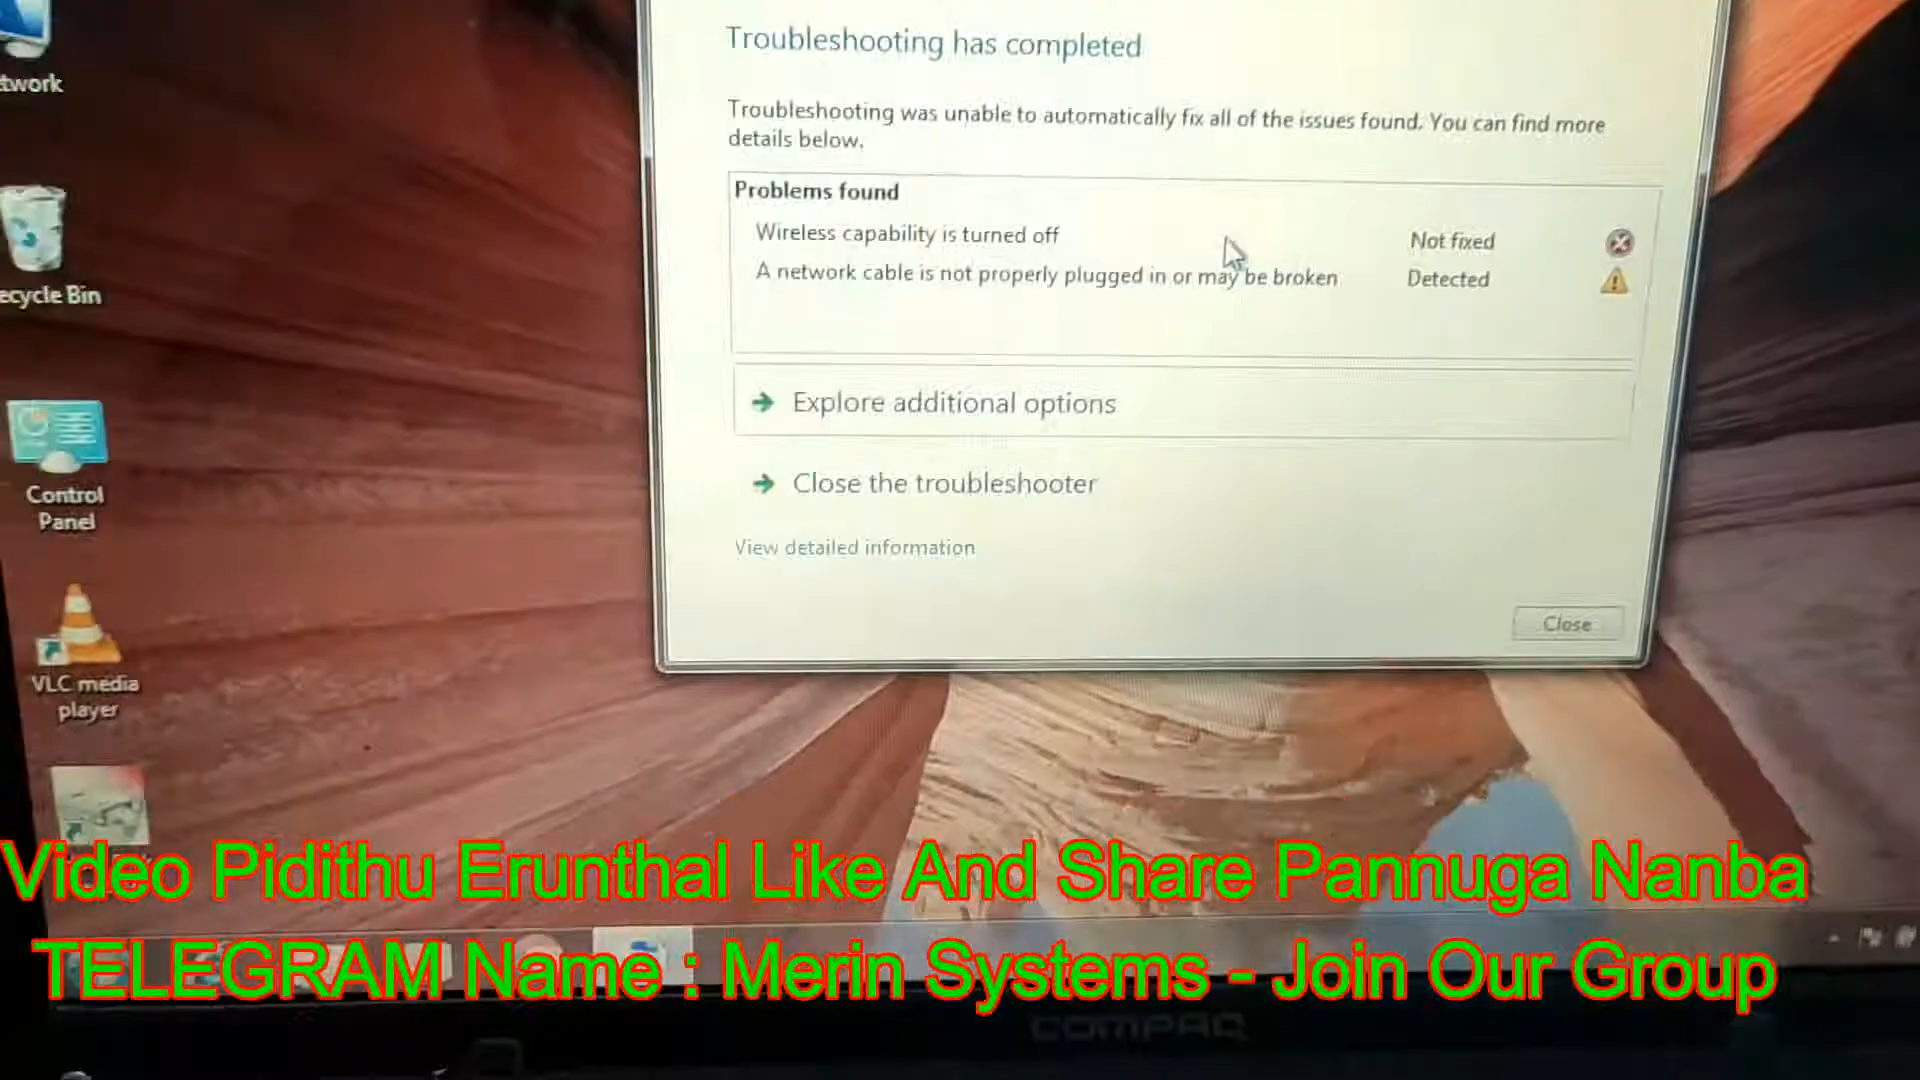 Troubleshooting has completed
Troubleshooting was unable to automatically fix all of the issues found. You can find more
details below.
Problems found
Wireless capability is turned off Not fixed
A network cable is not properly plugged in or may be broken Detected
Explore additional options
Close the troubleshooter
View detailed information
Close
twork
ecycle Bin
Control
Panel
VLC media
player
Video Pidithu Erunthal Like And Share Pannuga Nanba
TELEGRAM Name : Merin Systems - Join Our Group
COMPAQ